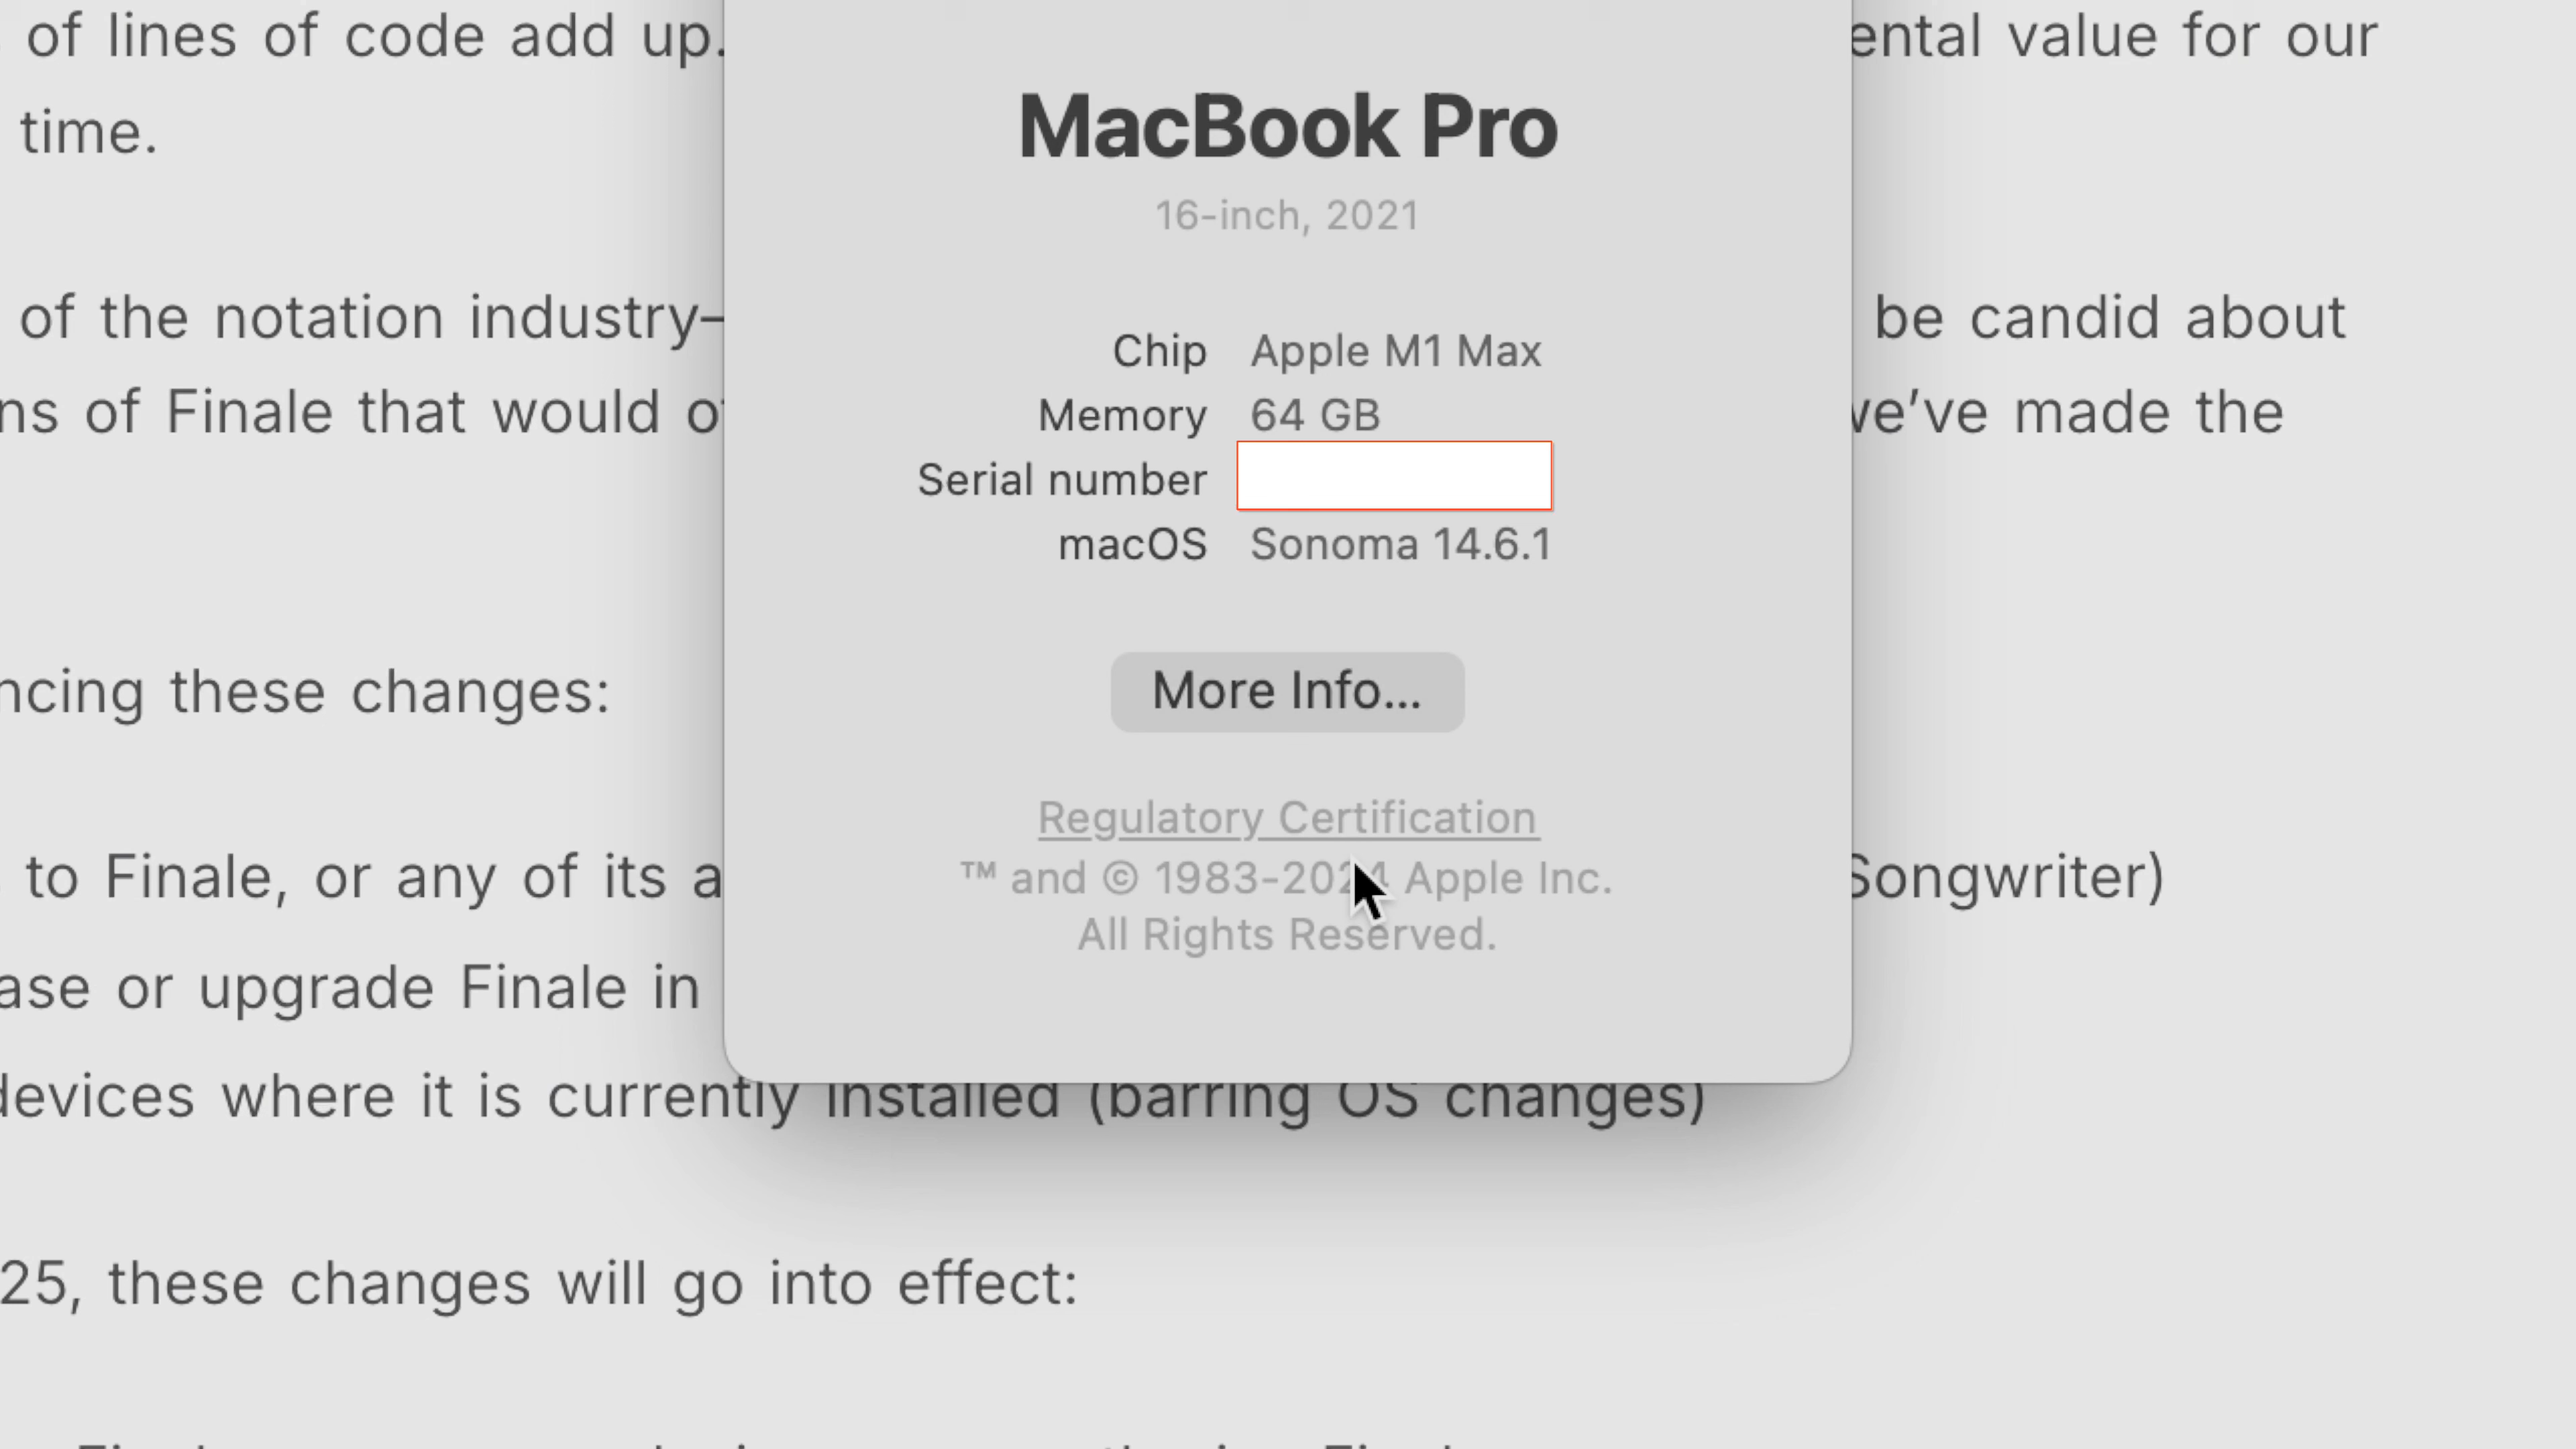 of lines of code add up.
ental value for our
time.
MacBook Pro
16-inch, 2021
of the notation industry–
be candid about
Chip Apple M1 Max
ns of Finale that would
we’ve made the
Memory 64 GB
Serial number
macOS Sonoma 14.6.1
ncing these changes:
More Info...
Regulatory Certification
to Finale, or any of its a
Songwriter)
™ and © 1983-2024 Apple Inc.
All Rights Reserved.
ase or upgrade Finale in
devices where it is currently installed (barring OS changes)
25, these changes will go into effect: